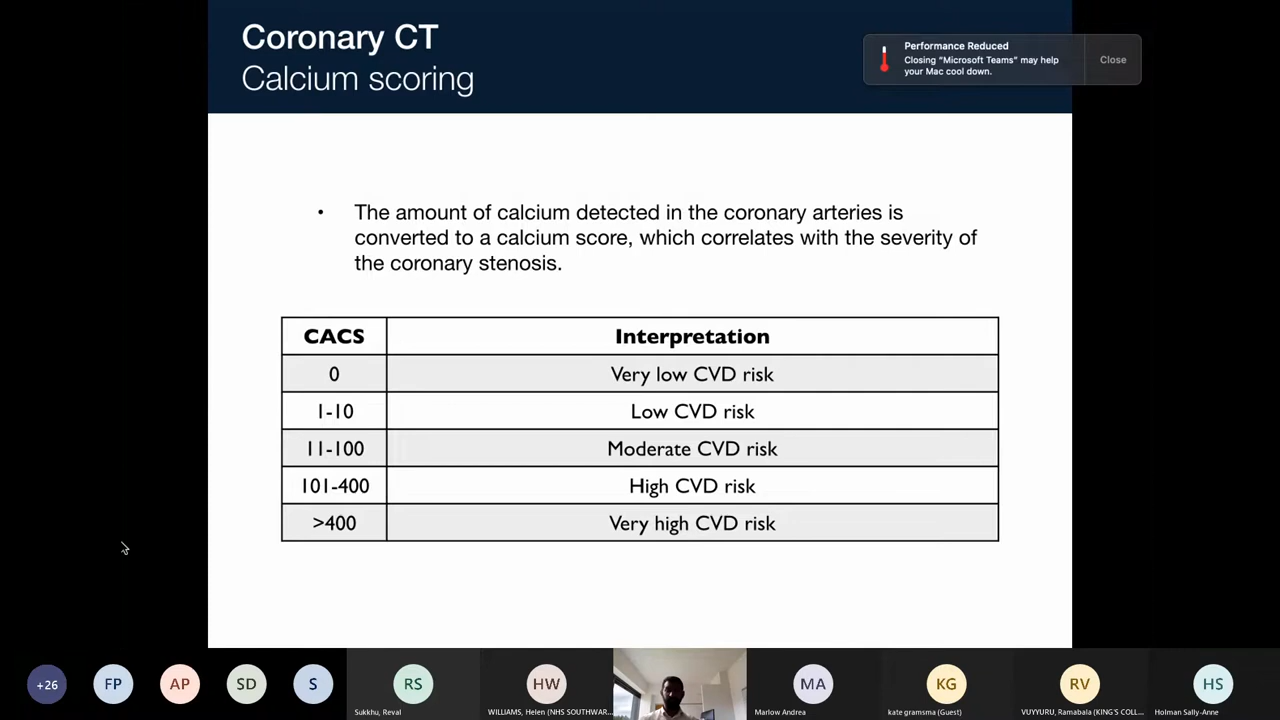 Coronary CT
Calcium scoring
Performance Reduced
Closing “Microsoft Teams” may help
your Mac cool down.
Close
• The amount of calcium detected in the coronary arteries is
converted to a calcium score, which correlates with the severity of
the coronary stenosis.
CACS Interpretation
0 Very low CVD risk
1-10 Low CVD risk
11-100 Moderate CVD risk
101-400 High CVD risk
>400 Very high CVD risk
+26 FP AP SD S RS HW MA KG RV HS
Sukkhu, Reval WILLIAMS, Helen (NHS SOUTHWAR... Marlow Andrea kate gramsma (Guest) VUYYURU, Ramabala (KING'S COLL... Holman Sally-Anne